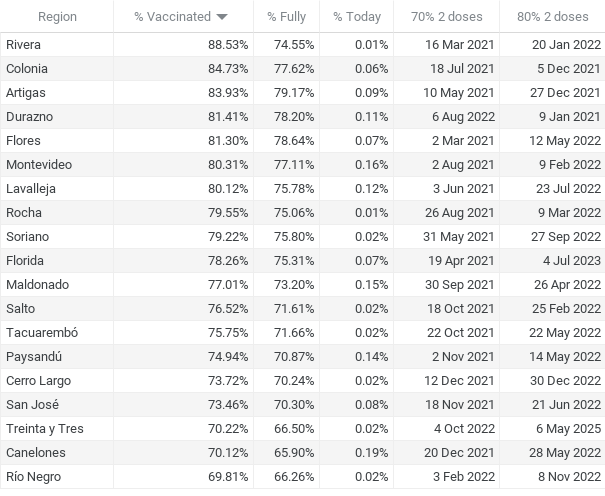 Region % Vaccinated % Fully % Today 70% 2 doses 80% 2 doses
Rivera 88.53% 74.55% 0.01% 16 Mar 2021 20 Jan 2022
Colonia 84.73% 77.62% 0.06% 18 Jul 2021 5 Dec 2021
Artigas 83.93% 79.17% 0.09% 10 May 2021 27 Dec 2021
Durazno 81.41% 78.20% 0.11% 6 Aug 2022 9 Jan 2021
Flores 81.30% 78.64% 0.07% 2 Mar 2021 12 May 2022
Montevideo 80.31% 77.11% 0.16% 2 Aug 2021 9 Feb 2022
Lavalleja 80.12% 75.78% 0.12% 3 Jun 2021 23 Jul 2022
Rocha 79.55% 75.06% 0.01% 26 Aug 2021 9 Mar 2022
Soriano 79.22% 75.80% 0.02% 31 May 2021 27 Sep 2022
Florida 78.26% 75.31% 0.07% 19 Apr 2021 4 Jul 2023
Maldonado 77.01% 73.20% 0.15% 30 Sep 2021 26 Apr 2022
Salto 76.52% 71.61% 0.02% 18 Oct 2021 25 Feb 2022
Tacuarembó 75.75% 71.66% 0.02% 22 Oct 2021 22 May 2022
Paysandú 74.94% 70.87% 0.14% 2 Nov 2021 14 May 2022
Cerro Largo 73.72% 70.24% 0.02% 12 Dec 2021 30 Dec 2022
San José 73.46% 70.30% 0.08% 18 Nov 2021 21 Jun 2022
Treinta y Tres 70.22% 66.50% 0.02% 4 Oct 2022 6 May 2025
Canelones 70.12% 65.90% 0.19% 20 Dec 2021 28 May 2022
Río Negro 69.81% 66.26% 0.02% 3 Feb 2022 8 Nov 2022